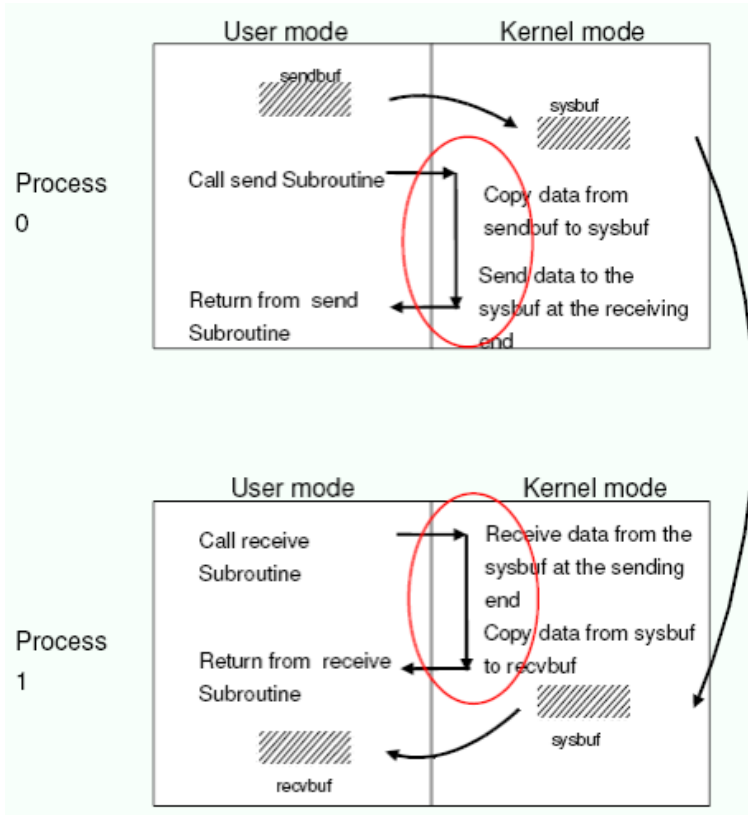 User mode
Kernel mode
sendbuf
sysbuf
Process
0
Call send Subroutine
Copy data from
sendbuf to sysbuf
Send data to the
sysbuf at the receiving
end
Return from send
Subroutine
User mode
Kernel mode
Process
1
Call receive
Subroutine
Receive data from the
sysbuf at the sending
end
Copy data from sysbuf
to recvbuf
Return from receive
Subroutine
sysbuf
recvbuf